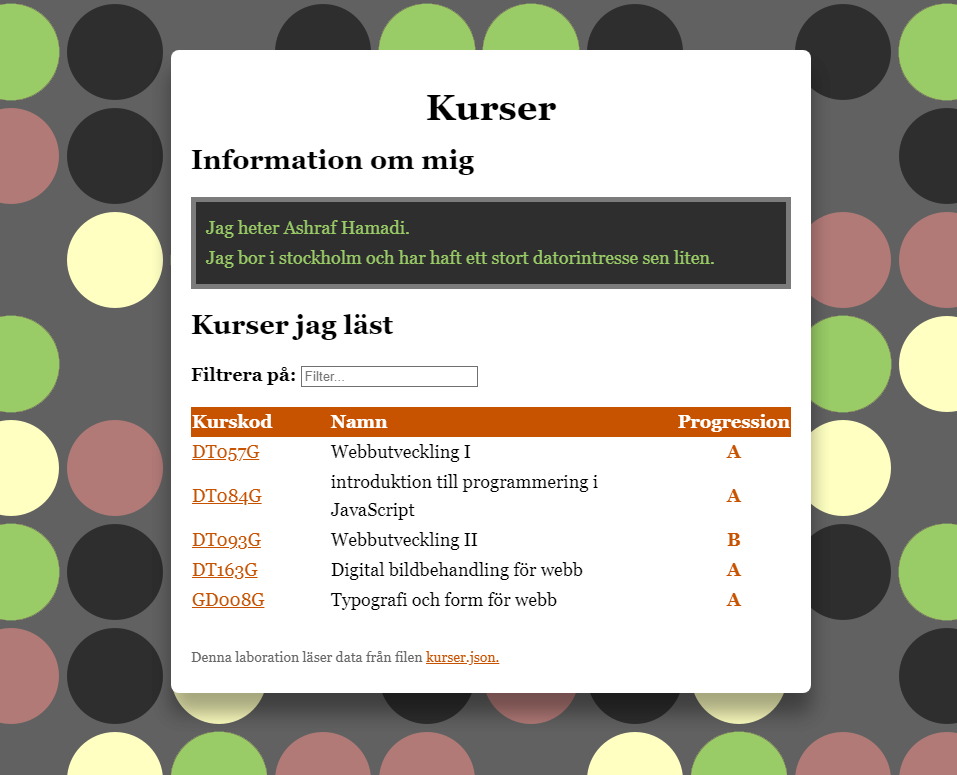 Kurser
Information om mig
Jag heter Ashraf Hamadi.
Jag bor i stockholm och har haft ett stort datorintresse sen liten.
Kurser jag läst
Filtrera på: Filter...
Kurskod Namn Progression
DT057G Webbutveckling I A
DT084G introduktion till programmering i JavaScript A
DT093G Webbutveckling II B
DT163G Digital bildbehandling för webb A
GD008G Typografi och form för webb A
Denna laboration läser data från filen kurser.json.